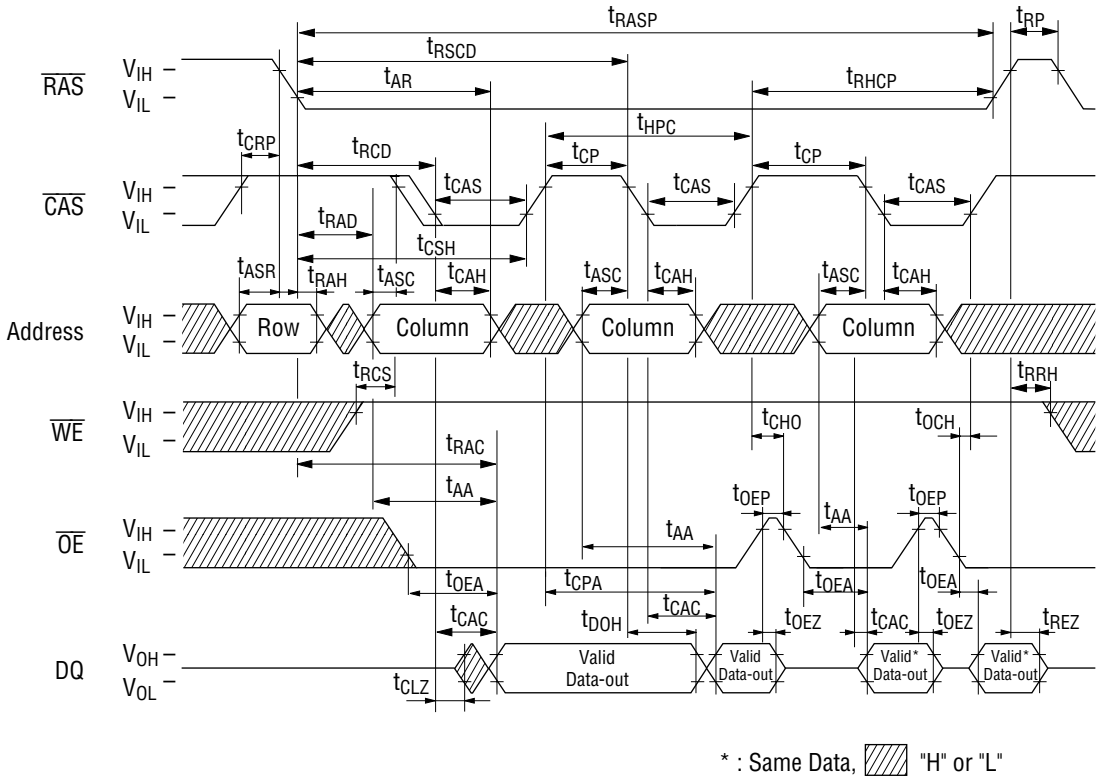 tRASP
tRP
tRSCD
tAR
tRHCP
RAS
VIH
VIL
tHPC
tCRP
tRCD
tCP
tCP
CAS
VIH
VIL
tCAS
tCAS
tCAS
tRAD
tCSH
tASR
tRAH
tASC
tCAH
tASC
tCAH
tASC
tCAH
Address
VIH
VIL
Row
Column
Column
Column
tRCS
tRRH
WE
VIH
VIL
tCHO
tOCH
tRAC
tAA
tOEP
tOEP
OE
VIH
VIL
tAA
tAA
tOEA
tCPA
tOEA
tOEA
tCAC
tDOH
tCAC
tOEZ
tCAC
tOEZ
tREZ
DQ
VOH
VOL
Valid
Data-out
Valid
Data-out
Valid*
Data-out
Valid*
Data-out
tCLZ
* : Same Data,
"H" or "L"